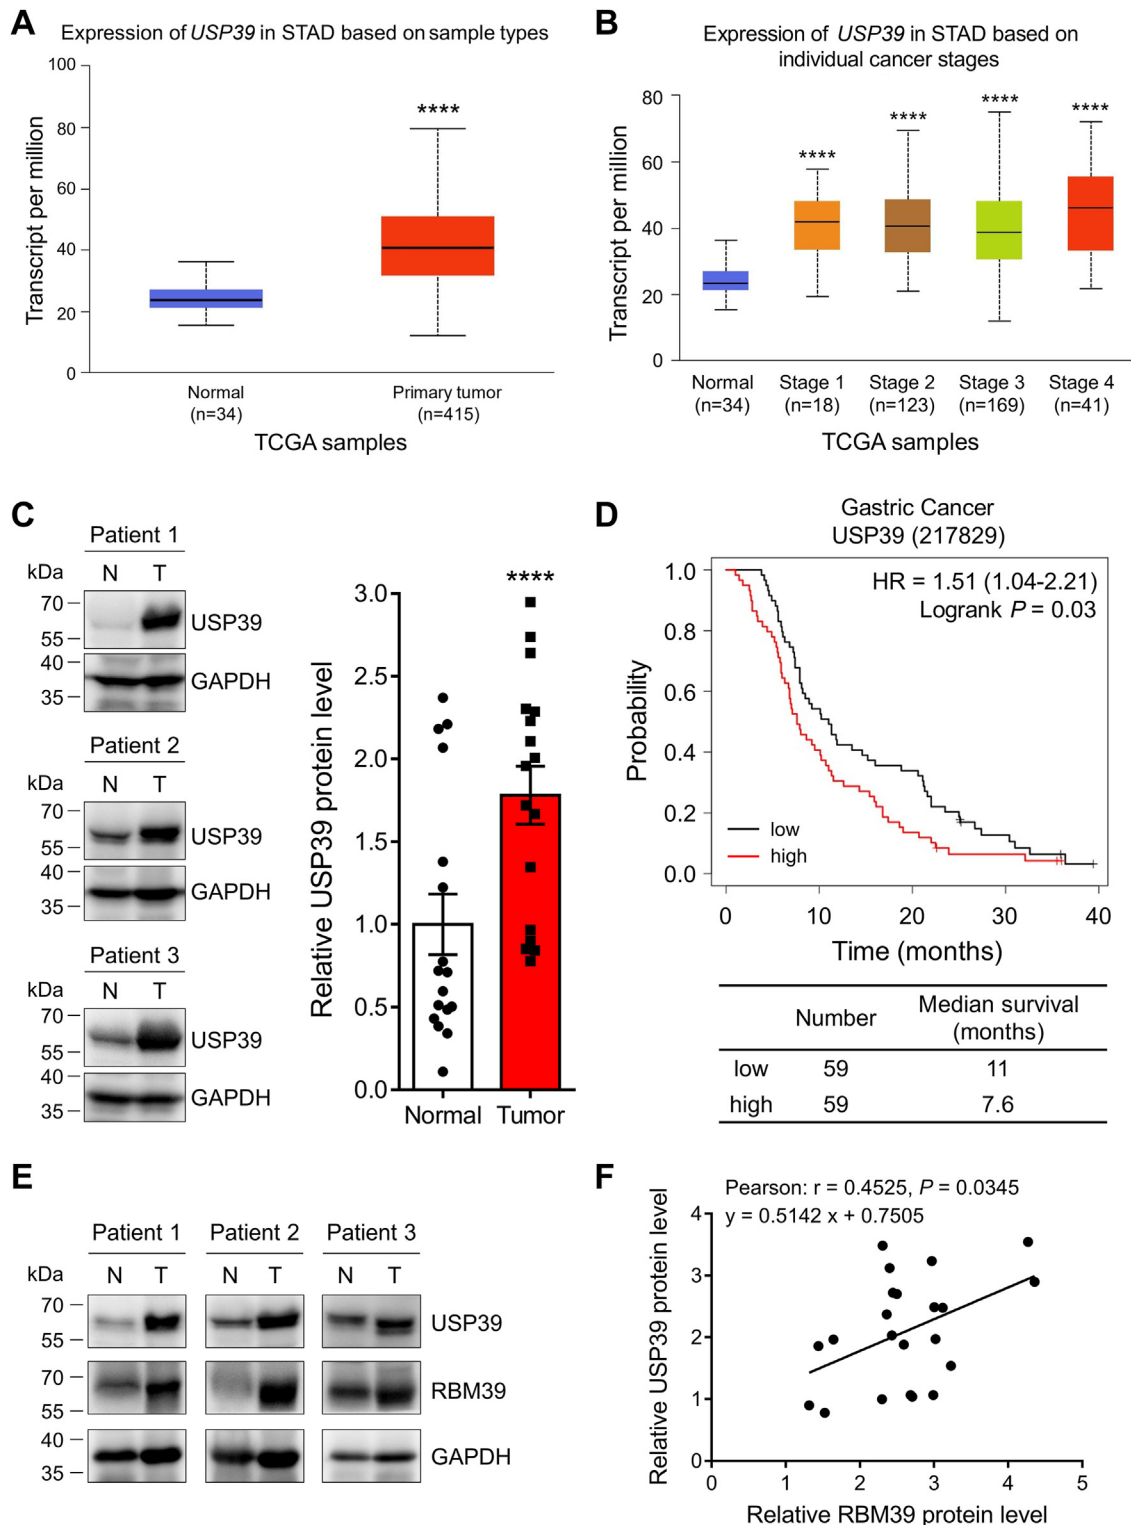 A
Expression of USP39 in STAD based on sample types
Transcript per million
100
80
60
40
20
0
****
Normal
(n=34)
Primary tumor
(n=415)
TCGA samples
B
Expression of USP39 in STAD based on
individual cancer stages
Transcript per million
80
60
40
20
0
****
****
****
****
Normal
(n=34)
Stage 1
(n=18)
Stage 2
(n=123)
Stage 3
(n=169)
Stage 4
(n=41)
TCGA samples
C
Patient 1
kDa N T
70
55
USP39
40
35
GAPDH
Patient 2
kDa N T
70
55
USP39
40
35
GAPDH
Patient 3
kDa N T
70
55
USP39
40
35
GAPDH
Relative USP39 protein level
3.0
2.5
2.0
1.5
1.0
0.5
0.0
****
Normal Tumor
D
Gastric Cancer
USP39 (217829)
HR = 1.51 (1.04-2.21)
Logrank P = 0.03
Probability
1.0
0.8
0.6
0.4
0.2
0.0
low
high
0 10 20 30 40
Time (months)
Number Median survival
(months)
low 59 11
high 59 7.6
E
Patient 1 Patient 2 Patient 3
kDa N T N T N T
70
55
USP39
70
55
RBM39
40
35
GAPDH
F
Pearson: r = 0.4525, P = 0.0345
y = 0.5142 x + 0.7505
Relative USP39 protein level
4
3
2
1
0
0 1 2 3 4 5
Relative RBM39 protein level